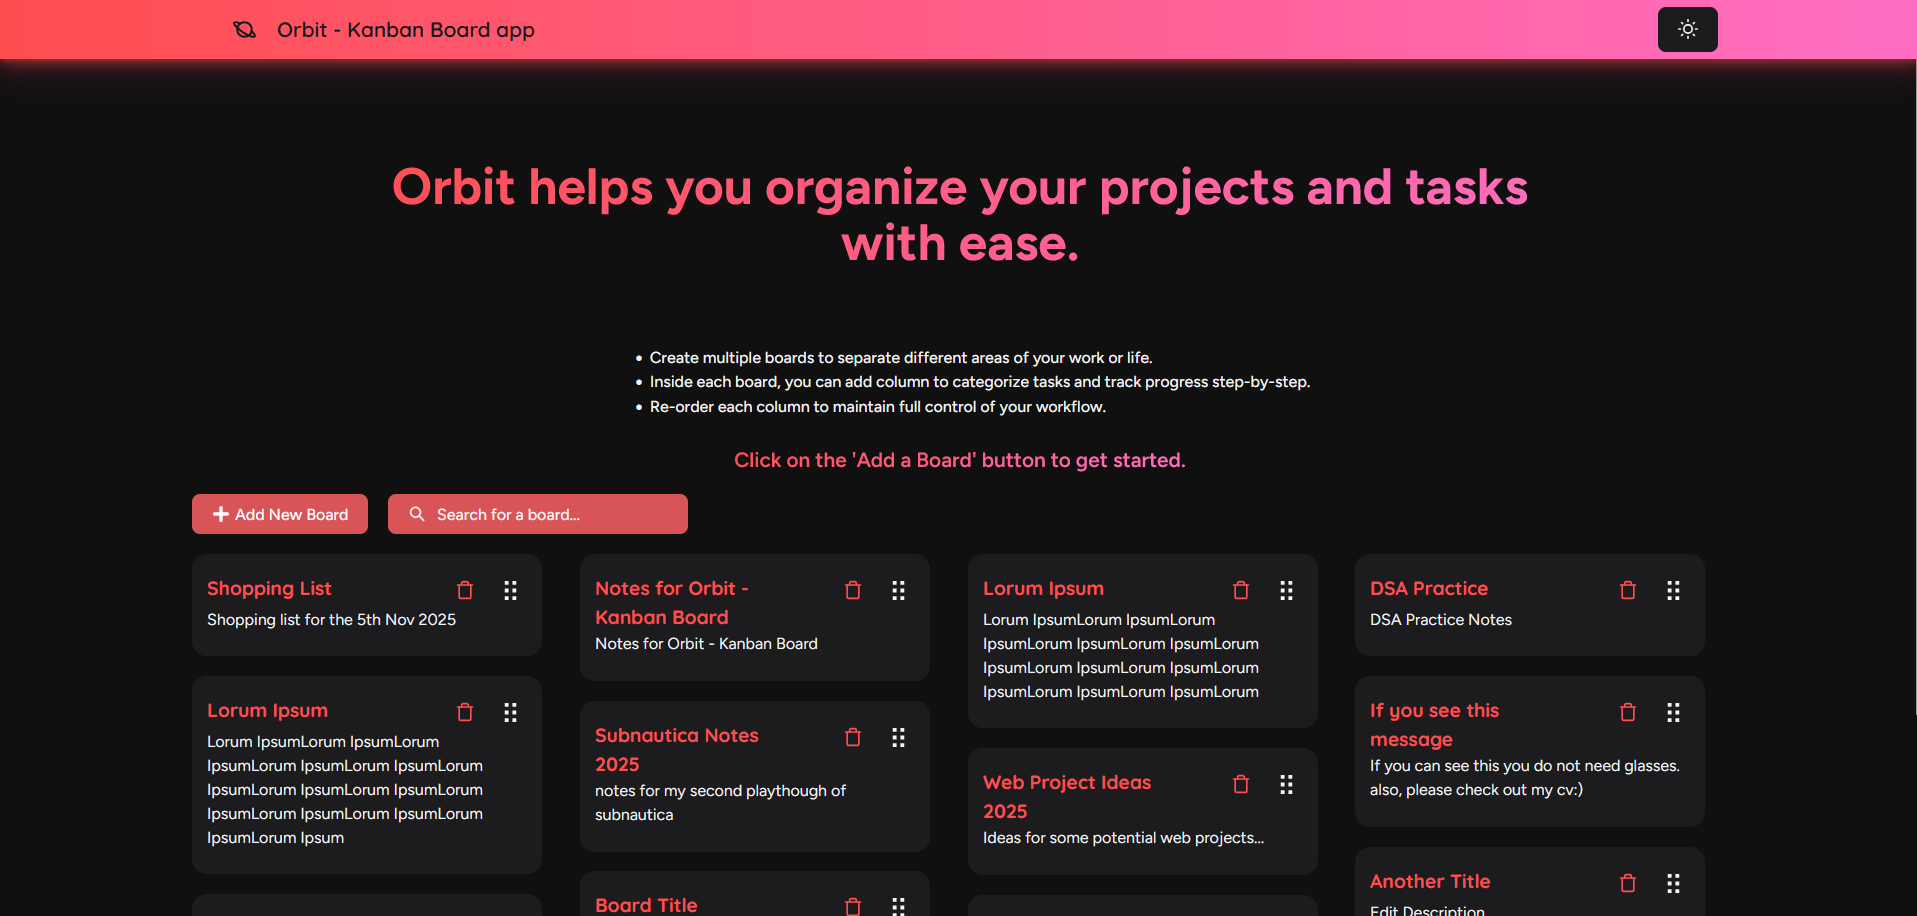 Orbit - Kanban Board app
Orbit helps you organize your projects and tasks
with ease.
• Create multiple boards to separate different areas of your work or life.
• Inside each board, you can add column to categorize tasks and track progress step-by-step.
• Re-order each column to maintain full control of your workflow.
Click on the 'Add a Board' button to get started.
Add New Board
Search for a board...
Shopping List
Shopping list for the 5th Nov 2025
Lorum Ipsum
Lorum IpsumLorum IpsumLorum
IpsumLorum IpsumLorum IpsumLorum
IpsumLorum IpsumLorum IpsumLorum
IpsumLorum IpsumLorum IpsumLorum
IpsumLorum Ipsum
Notes for Orbit -
Kanban Board
Notes for Orbit - Kanban Board
Subnautica Notes
2025
notes for my second playthough of
subnautica
Board Title
Lorum Ipsum
Lorum IpsumLorum IpsumLorum
IpsumLorum IpsumLorum IpsumLorum
IpsumLorum IpsumLorum IpsumLorum
IpsumLorum IpsumLorum IpsumLorum
Web Project Ideas
2025
Ideas for some potential web projects...
DSA Practice
DSA Practice Notes
If you see this
message
If you can see this you do not need glasses.
also, please check out my cv:)
Another Title
Edit Description